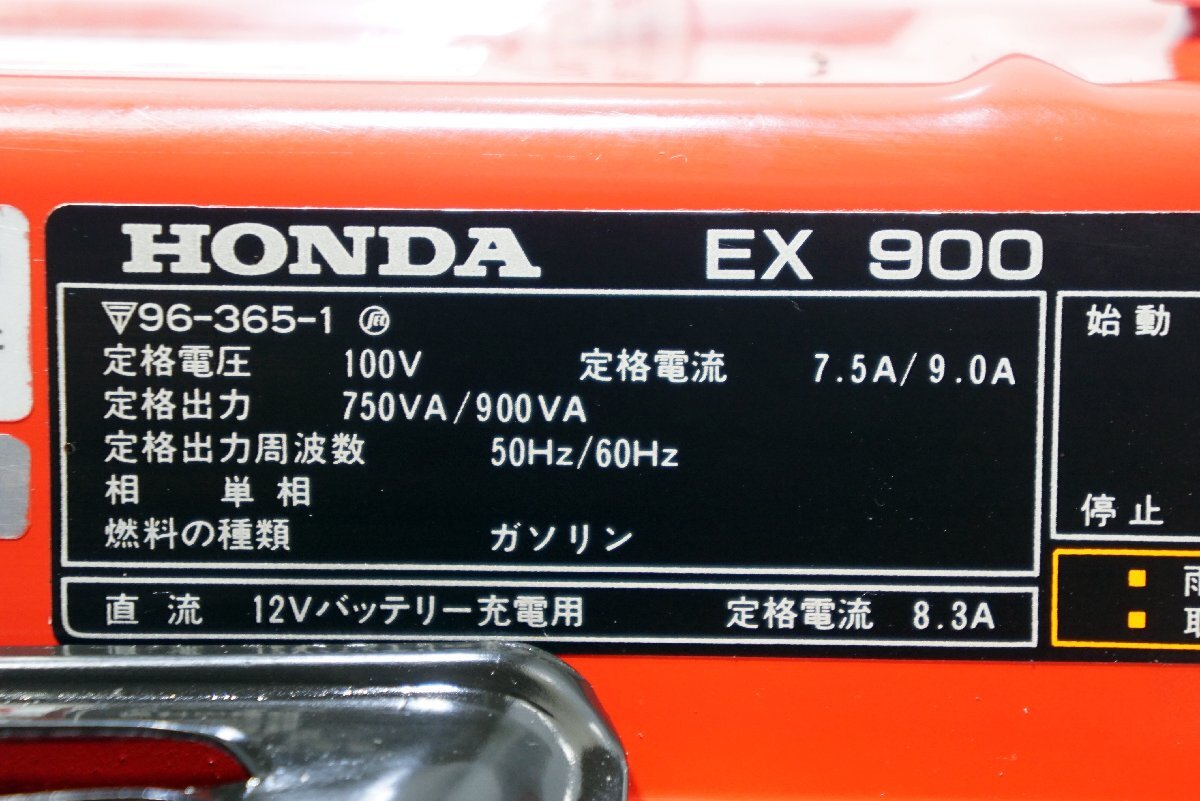 HONDA EX 900
96-365-1
定格電圧 100V 定格電流 7.5A/9.0A
定格出力 750VA/900VA
定格出力周波数 50Hz/60Hz
相 単相
燃料の種類 ガソリン
直流 12Vバッテリー充電用 定格電流 8.3A
始動
停止
雨
取